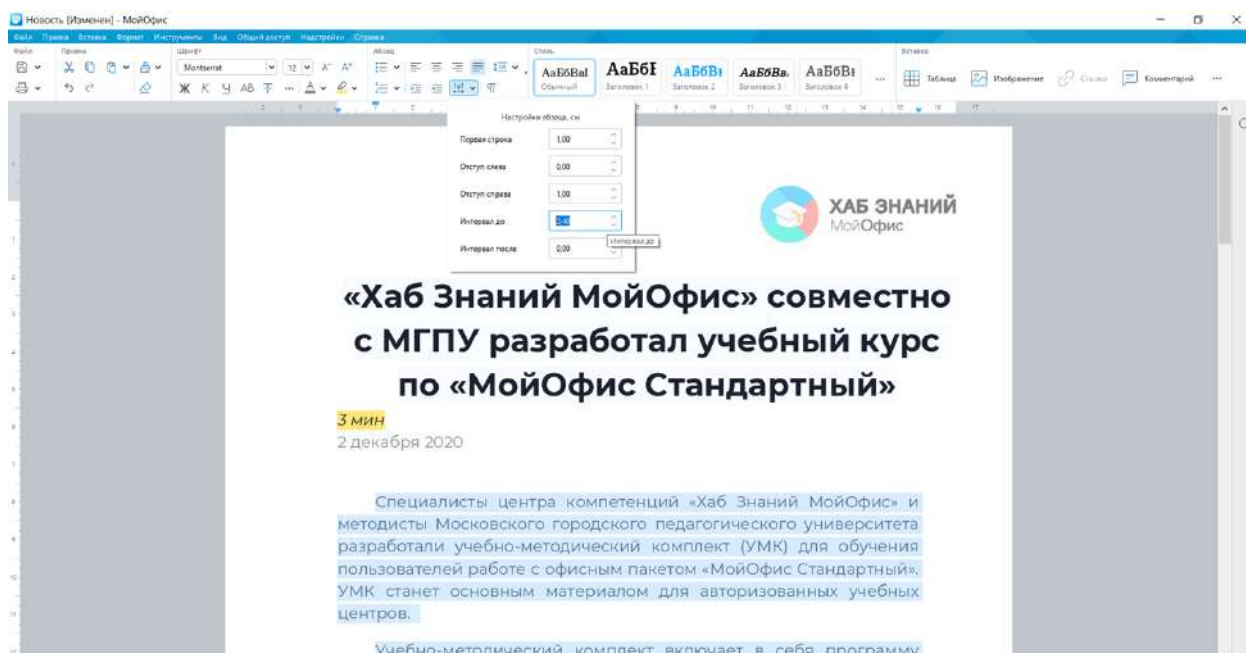 Новость [Изменен] - МойОфис
Файл Правка Вставка Формат Инструменты Вид Общий доступ Надстройки Справка
Файл Правка Шрифт Абзац Стиль Вставка
Montserrat 12 А˅ А˄
Ж К Ч АВ
АаБбВвІ АаБбІ АаБбВı АаБбВв. АаБбВı
Обычный Заголовок 1 Заголовок 2 Заголовок 3 Заголовок 4
Таблица Изображение Ссылка Комментарий
Настройки абзаца, см
Первая строка 1,00
Отступ слева 0,00
Отступ справа 1,00
Интервал до 0,40
Интервал до
Интервал после 0,00
ХАБ ЗНАНИЙ
МойОфис
«Хаб Знаний МойОфис» совместно
с МГПУ разработал учебный курс
по «МойОфис Стандартный»
3 мин
2 декабря 2020
Специалисты центра компетенций «Хаб Знаний МойОфис» и
методисты Московского городского педагогического университета
разработали учебно-методический комплект (УМК) для обучения
пользователей работе с офисным пакетом «МойОфис Стандартный».
УМК станет основным материалом для авторизованных учебных
центров.
Учебно-методический комплект включает в себя программу